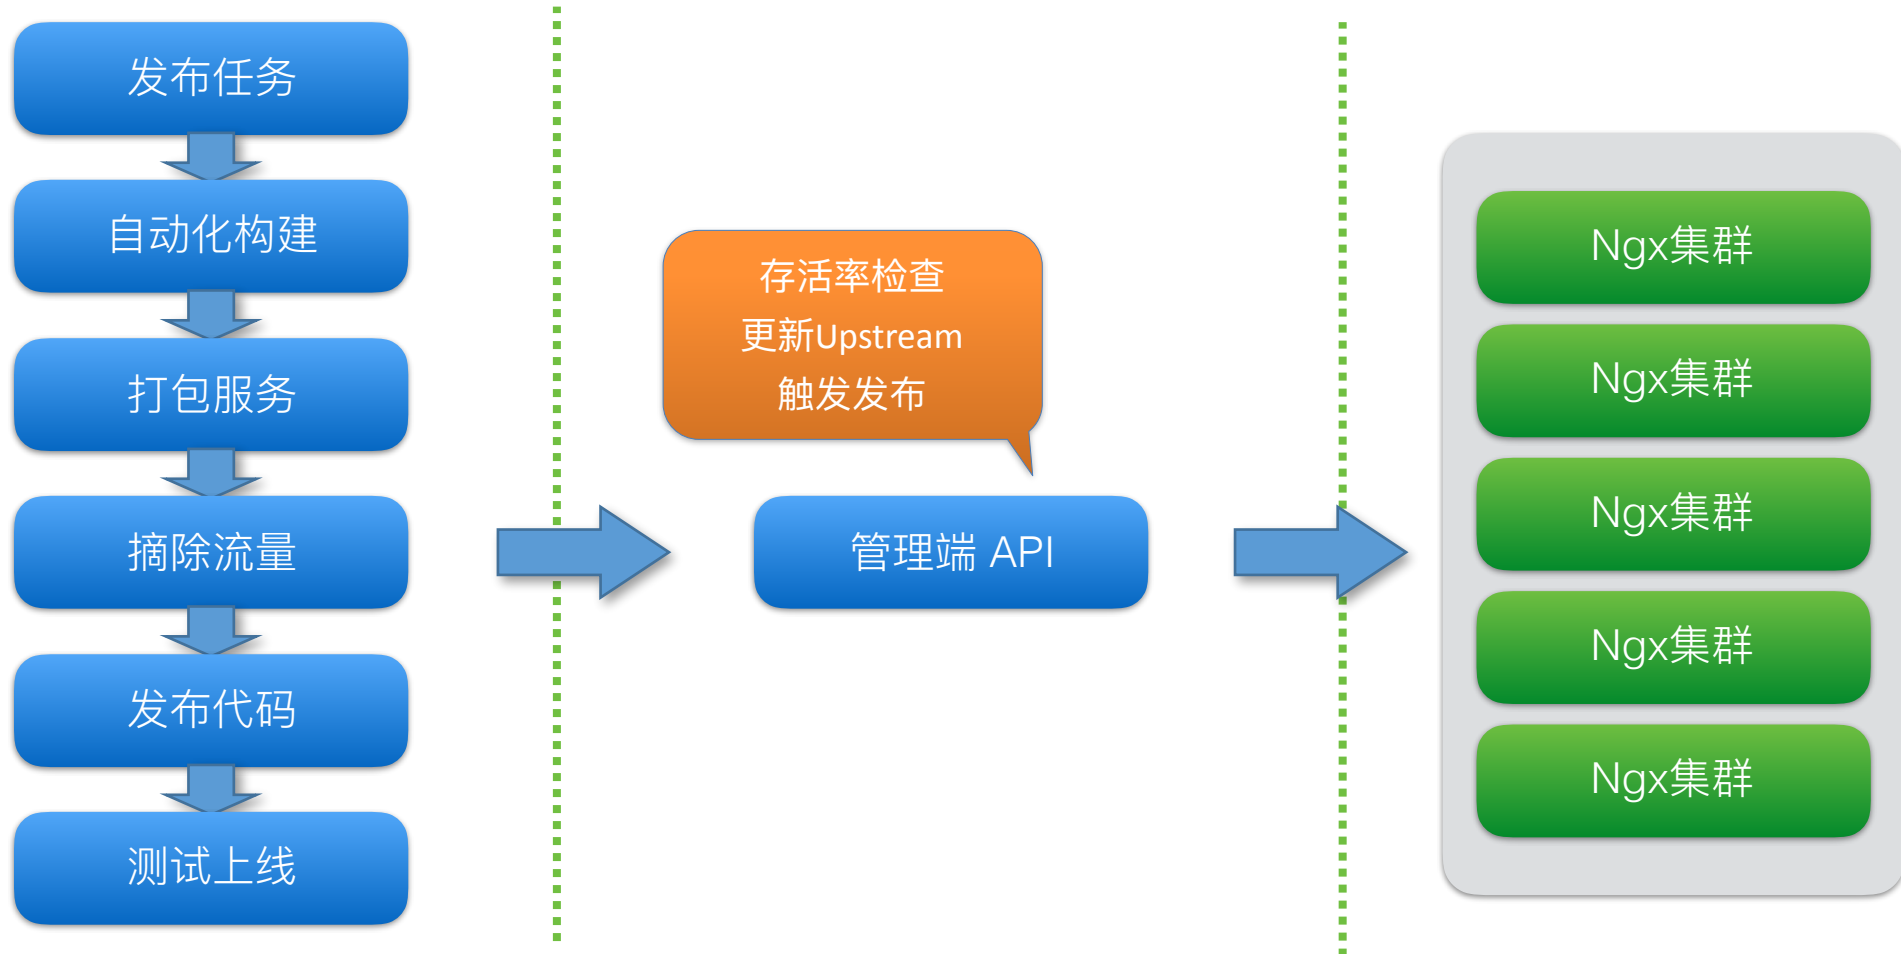 发布任务
自动化构建
打包服务
摘除流量
发布代码
测试上线
存活率检查
更新Upstream
触发发布
管理端 API
Ngx集群
Ngx集群
Ngx集群
Ngx集群
Ngx集群